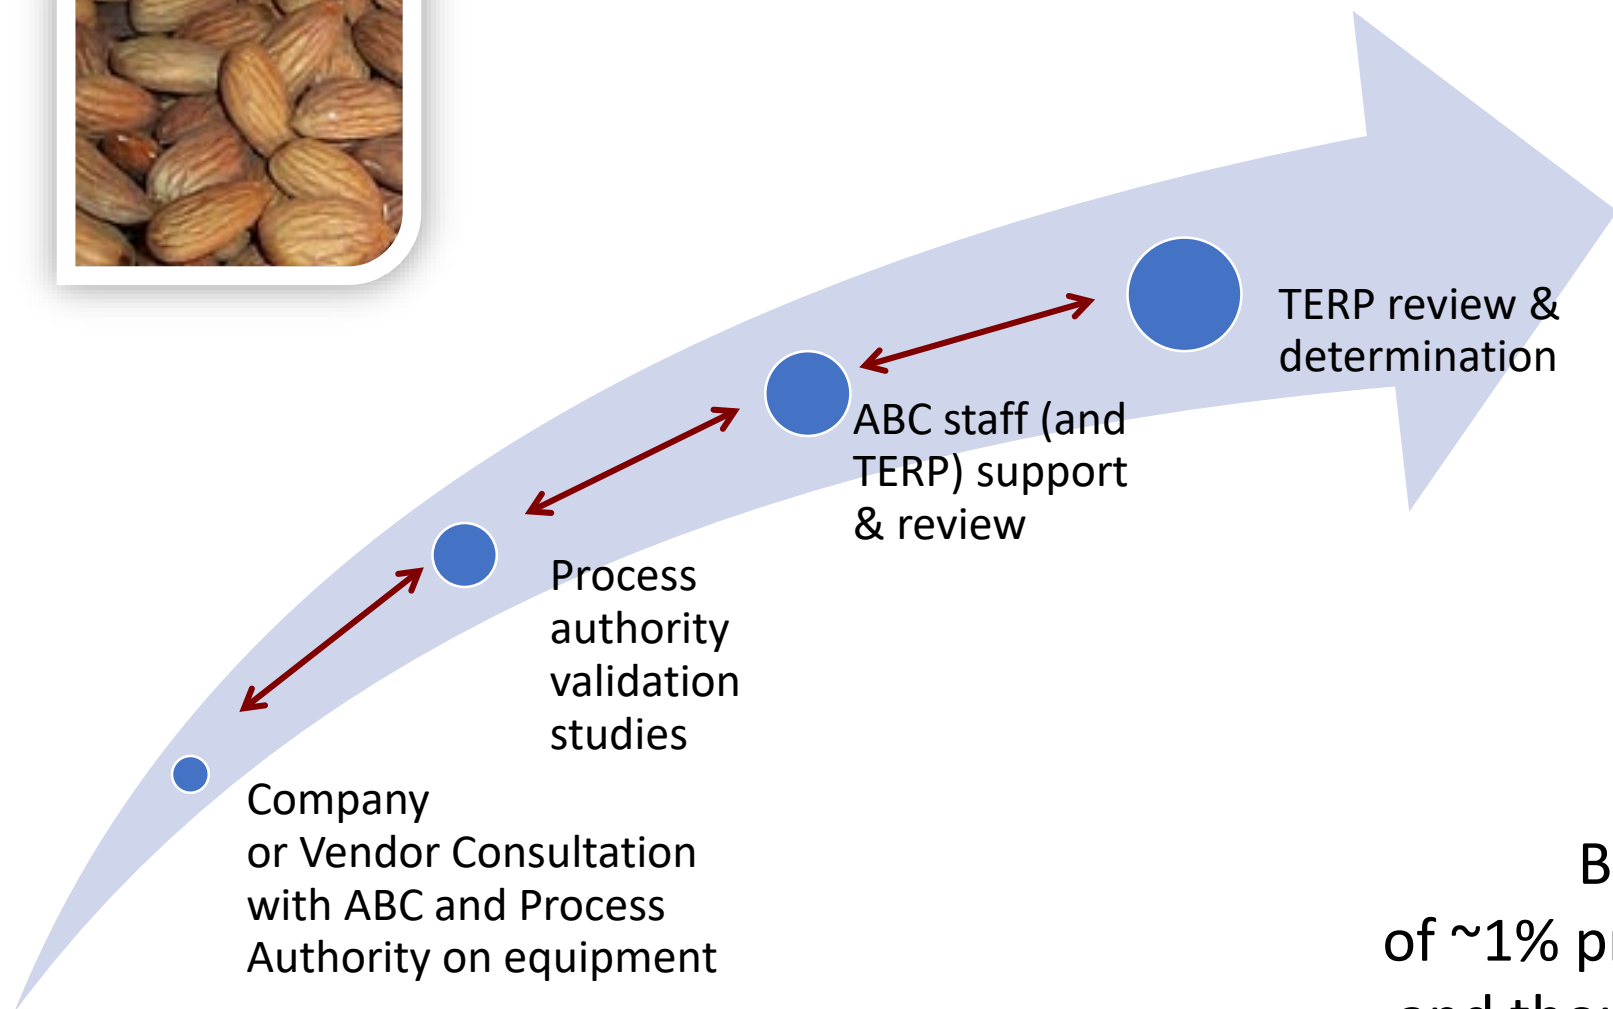 TERP review &
determination
ABC staff (and
TERP) support
& review
Process
authority
validation
studies
Company
or Vendor Consultation
with ABC and Process
Authority on equipment
of ~1%